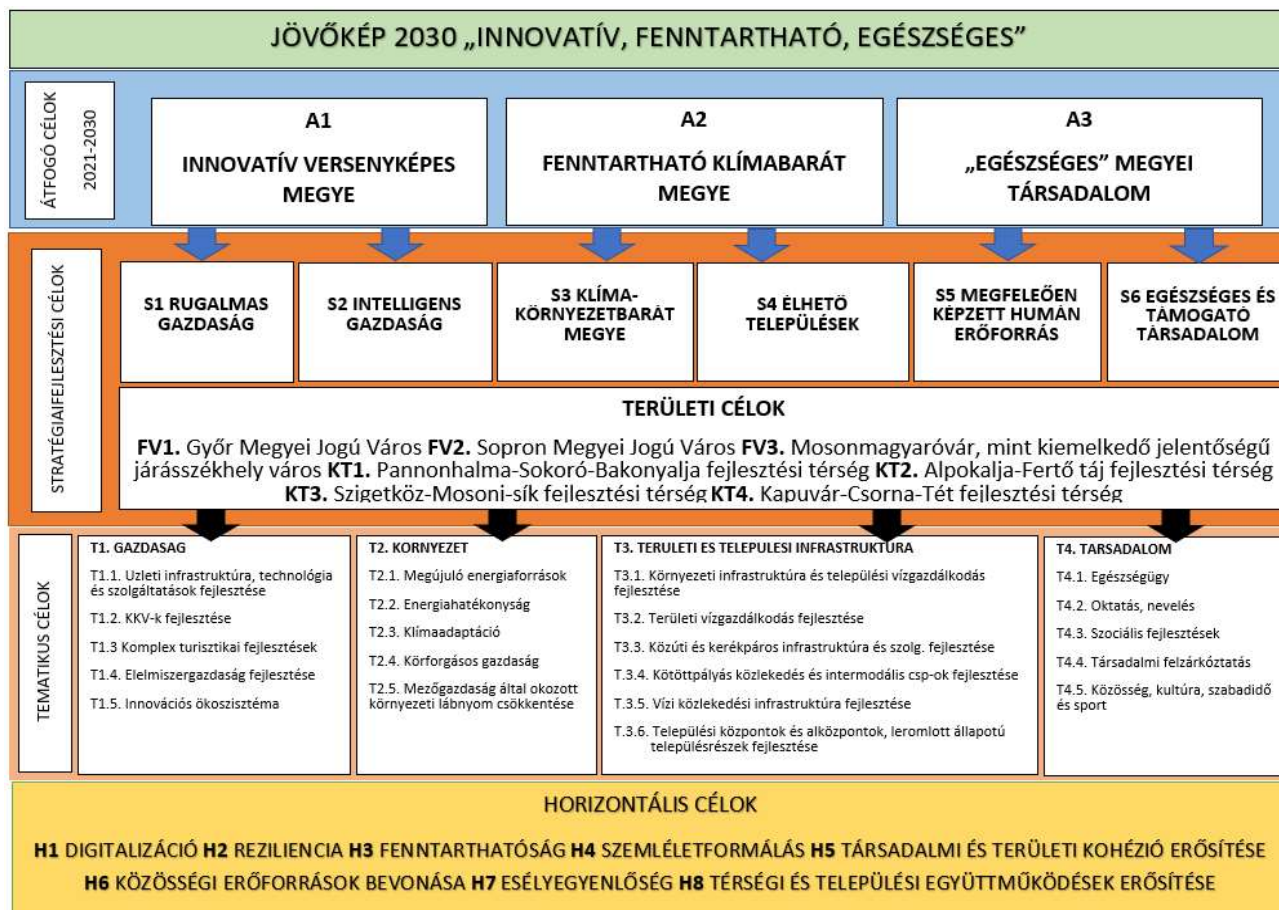 JÖVŐKÉP 2030 „INNOVATÍV, FENNTARTHATÓ, EGÉSZSÉGES”
ÁTFOGÓ CÉLOK
2021-2030
A1
INNOVATÍV VERSENYKÉPES
MEGYE
A2
FENNTARTHATÓ KLÍMABARÁT
MEGYE
A3
„EGÉSZSÉGES” MEGYEI
TÁRSADALOM
STRATÉGIAIFEJLESZTÉSI CÉLOK
S1 RUGALMAS
GAZDASÁG
S2 INTELLIGENS
GAZDASÁG
S3 KLÍMA-
KÖRNYEZETBARÁT
MEGYE
S4 ÉLHETŐ
TELEPÜLÉSEK
S5 MEGFELEŐEN
KÉPZETT HUMÁN
ERŐFORRÁS
S6 EGÉSZSÉGES ÉS
TÁMOGATÓ
TÁRSADALOM
TERÜLETI CÉLOK
FV1. Győr Megyei Jogú Város FV2. Sopron Megyei Jogú Város FV3. Mosonmagyaróvár, mint kiemelkedő jelentőségű
járásszékhely város KT1. Pannonhalma-Sokoró-Bakonyalja fejlesztési térség KT2. Alpokalja-Fertő táj fejlesztési térség
KT3. Szigetköz-Mosoni-sík fejlesztési térség KT4. Kapuvár-Csorna-Tét fejlesztési térség
TEMATIKUS CÉLOK
T1. GAZDASAG
T1.1. Uzleti infrastruktúra, technológia
és szolgáltatások fejlesztése
T1.2. KKV-k fejlesztése
T1.3 Komplex turisztikai fejlesztések
T1.4. Elelmiszergazdaság fejlesztése
T1.5. Innovációs ökoszisztéma
T2. KORNYEZET
T2.1. Megújuló energiaforrások
T2.2. Energiahatékonyság
T2.3. Klímaadaptáció
T2.4. Körforgásos gazdaság
T2.5. Mezőgazdaság által okozott
környezeti lábnyom csökkentése
T3. TERULETI ES TELEPULESI INFRASTRUKTÚRA
T3.1. Környezeti infrastruktúra és települési vízgazdálkodás
fejlesztése
T3.2. Területi vízgazdálkodás fejlesztése
T3.3. Közúti és kerékpáros infrastruktúra és szolg. fejlesztése
T.3.4. Kötöttpályás közlekedés és intermodális csp-ok fejlesztése
T.3.5. Vízi közlekedési infrastruktúra fejlesztése
T.3.6. Települési központok és alközpontok, leromlott állapotú
településrészek fejlesztése
T4. TARSADALOM
T4.1. Egészségügy
T4.2. Oktatás, nevelés
T4.3. Szociális fejlesztések
T4.4. Társadalmi felzárkóztatás
T4.5. Közösség, kultúra, szabadidő
és sport
HORIZONTÁLIS CÉLOK
H1 DIGITALIZÁCIÓ H2 REZILIENCIA H3 FENNTARTHATÓSÁG H4 SZEMLÉLETFORMÁLÁS H5 TÁRSADALMI ÉS TERÜLETI KOHÉZIÓ ERŐSÍTÉSE
H6 KÖZÖSSÉGI ERŐFORRÁSOK BEVONÁSA H7 ESÉLYEGYENLŐSÉG H8 TÉRSÉGI ÉS TELEPÜLÉSI EGYÜTTMŰKÖDÉSEK ERŐSÍTÉSE